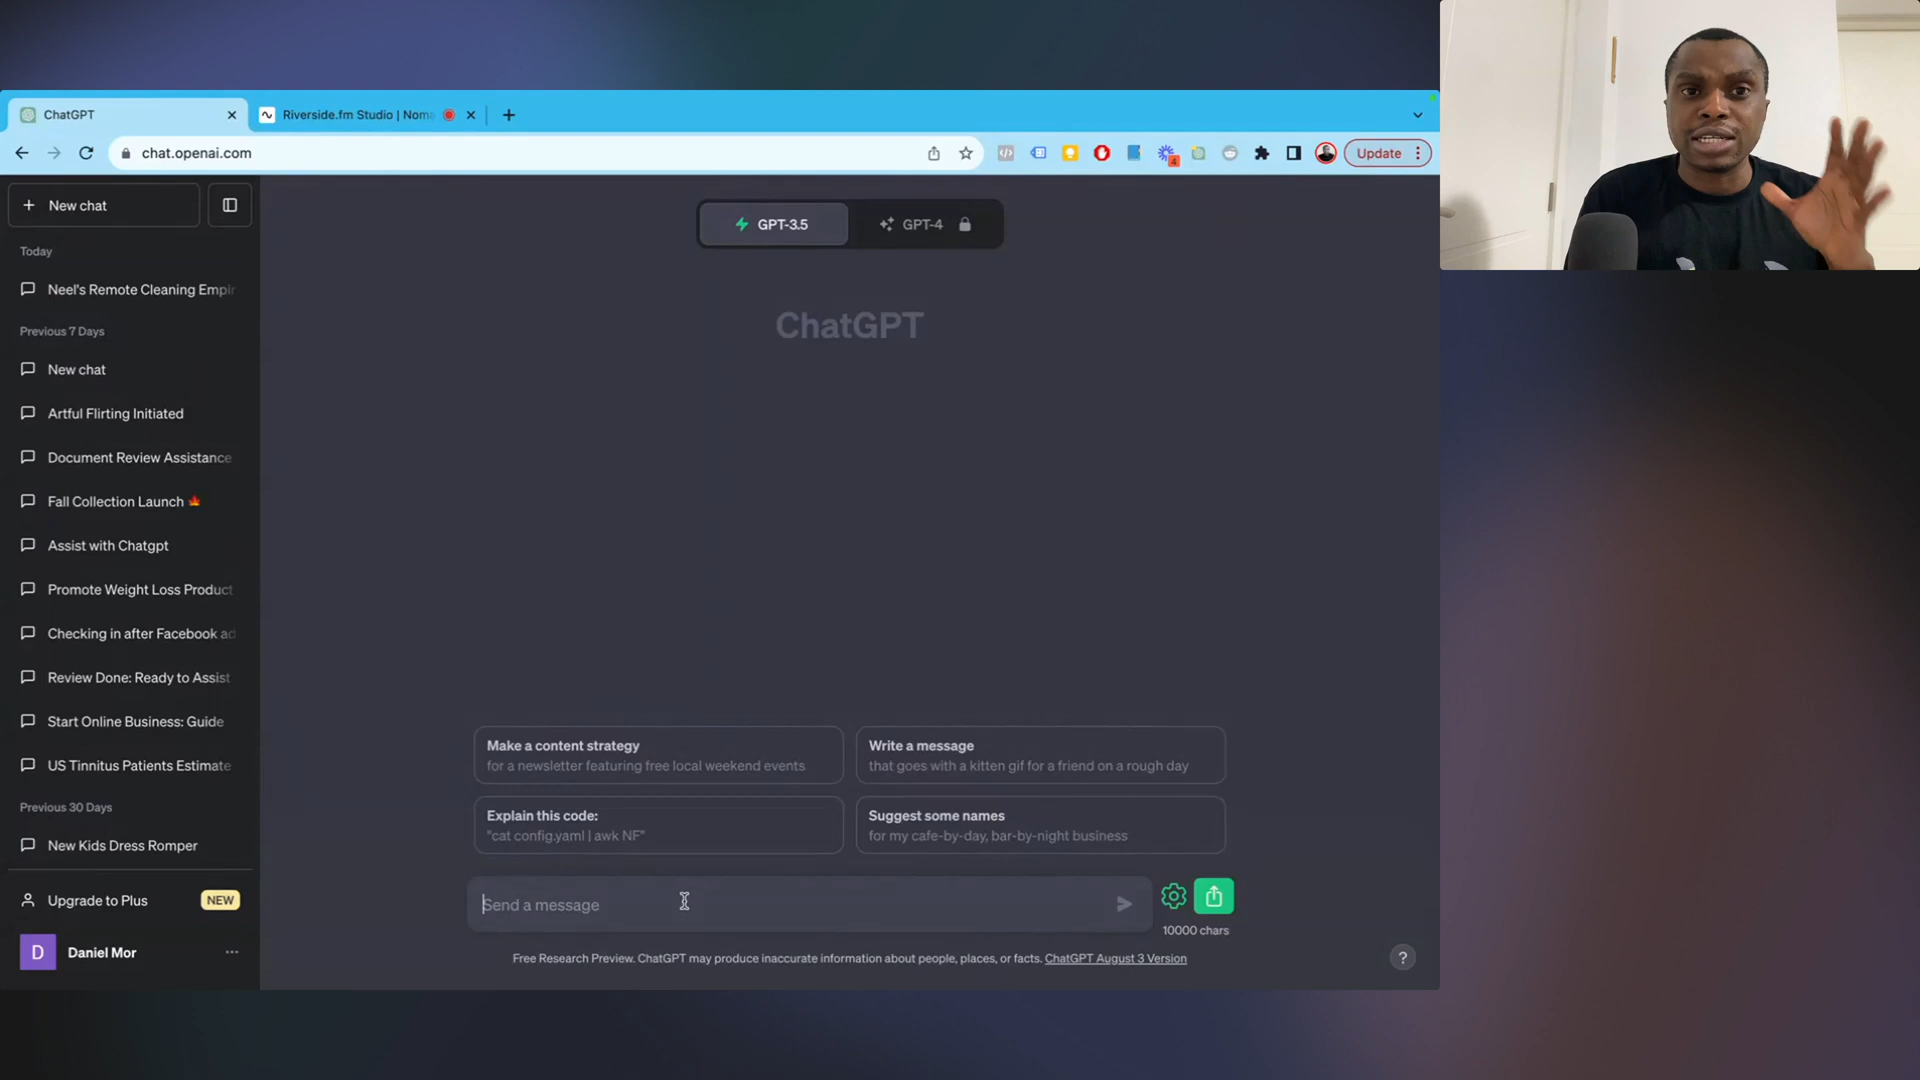 ChatGPT
Riverside.fm Studio | Nom
chat.openai.com
4
Update
New chat
Today
Neel's Remote Cleaning Empir
Previous 7 Days
New chat
Artful Flirting Initiated
Document Review Assistance
Fall Collection Launch
Assist with Chatgpt
Promote Weight Loss Product
Checking in after Facebook ad
Review Done: Ready to Assist
Start Online Business: Guide
US Tinnitus Patients Estimate
Previous 30 Days
New Kids Dress Romper
Upgrade to Plus NEW
D Daniel Mor
GPT-3.5 GPT-4
ChatGPT
Make a content strategy
for a newsletter featuring free local weekend events
Write a message
that goes with a kitten gif for a friend on a rough day
Explain this code:
"cat config.yaml | awk NF"
Suggest some names
for my cafe-by-day, bar-by-night business
Send a message
10000 chars
Free Research Preview. ChatGPT may produce inaccurate information about people, places, or facts. ChatGPT August 3 Version
?